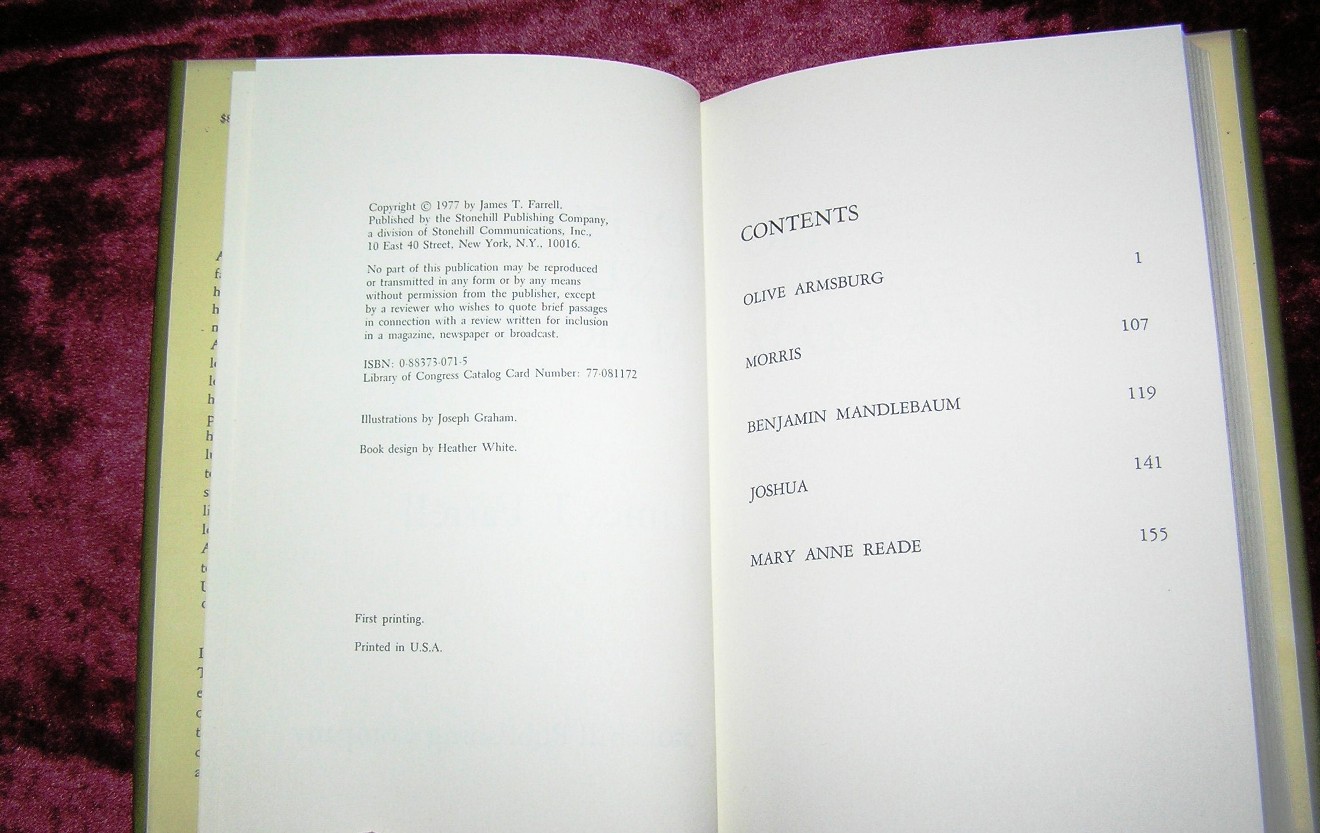 Copyright © 1977 by James T. Farrell.
Published by the Stonehill Publishing Company,
a division of Stonehill Communications, Inc.,
10 East 40 Street, New York, N.Y., 10016.
No part of this publication may be reproduced
or transmitted in any form or by any means
without permission from the publisher, except
by a reviewer who wishes to quote brief passages
in connection with a review written for inclusion
in a magazine, newspaper or broadcast.
ISBN: 0-88373-071-5
Library of Congress Catalog Card Number: 77-081172
Illustrations by Joseph Graham.
Book design by Heather White.
First printing.
Printed in U.S.A.
CONTENTS
OLIVE ARMSBURG 1
MORRIS 107
BENJAMIN MANDLEBAUM 119
JOSHUA 141
MARY ANNE READE 155